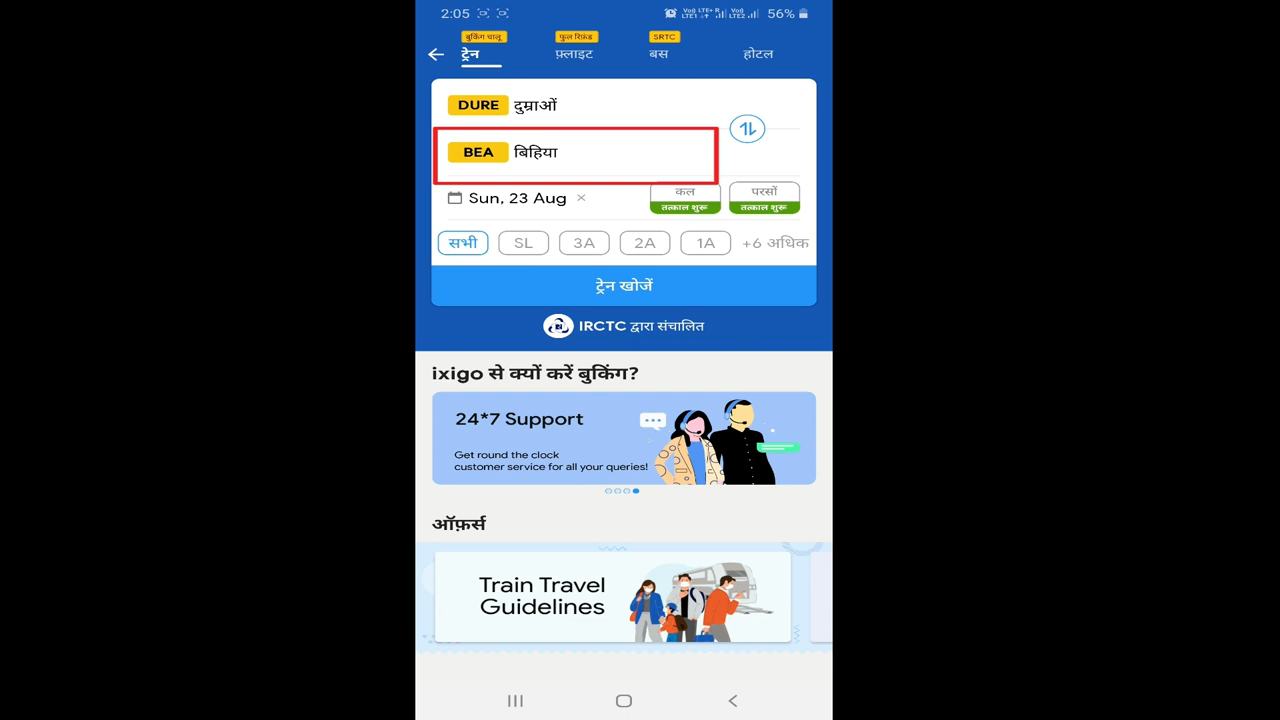 2:05 56%
बुकिंग चालू फुल रिफ़ंड SRTC
ट्रेन फ़्लाइट बस होटल
DURE दुम्राओं
BEA बिहिया
Sun, 23 Aug × कल परसों
तत्काल शुरू तत्काल शुरू
सभी SL 3A 2A 1A +6 अधिक
ट्रेन खोजें
IRCTC द्वारा संचालित
ixigo से क्यों करें बुकिंग?
24*7 Support
Get round the clock
customer service for all your queries!
ऑफ़र्स
Train Travel
Guidelines